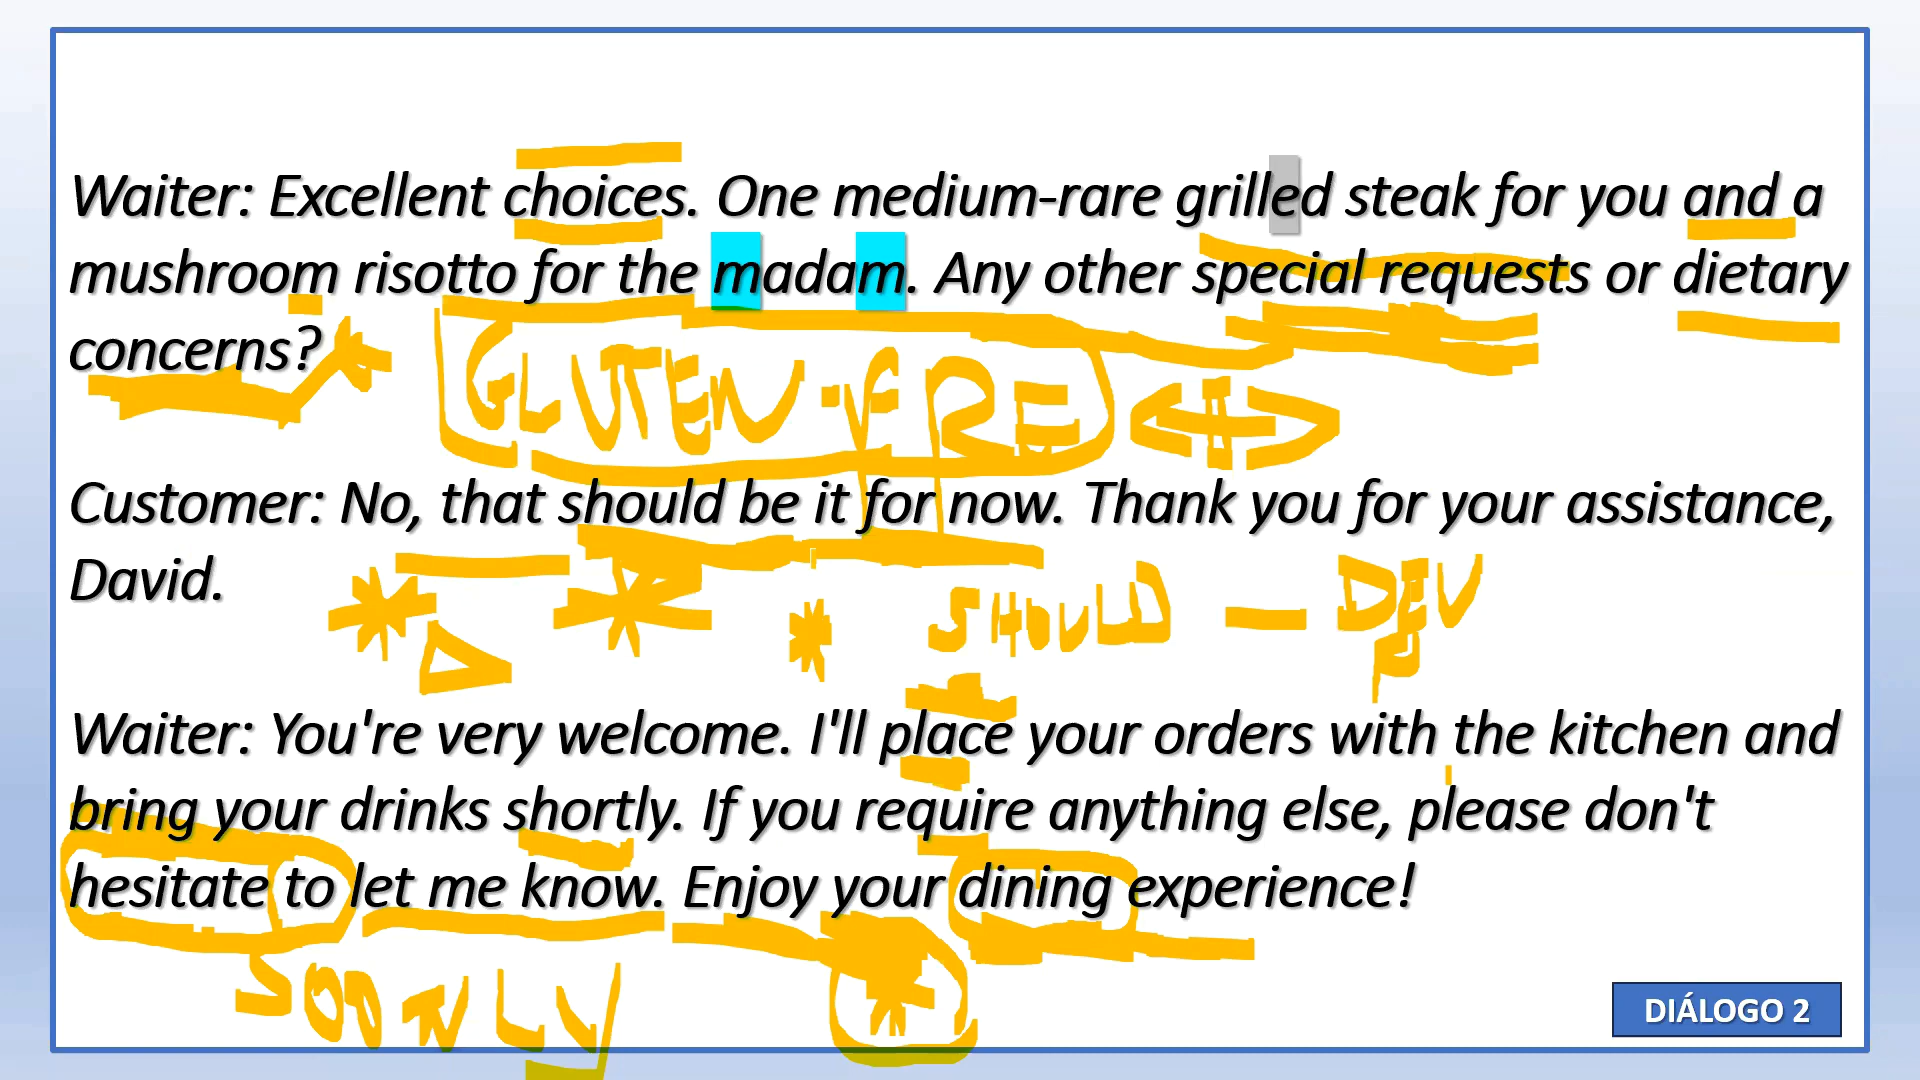 Waiter: Excellent choices. One medium-rare grilled steak for you and a
mushroom risotto for the madam. Any other special requests or dietary
concerns?
GLUTEN-FREE
Customer: No, that should be it for now. Thank you for your assistance,
David.
SHOULD - DEV
Waiter: You're very welcome. I'll place your orders with the kitchen and
bring your drinks shortly. If you require anything else, please don't
hesitate to let me know. Enjoy your dining experience!
DIÁLOGO 2